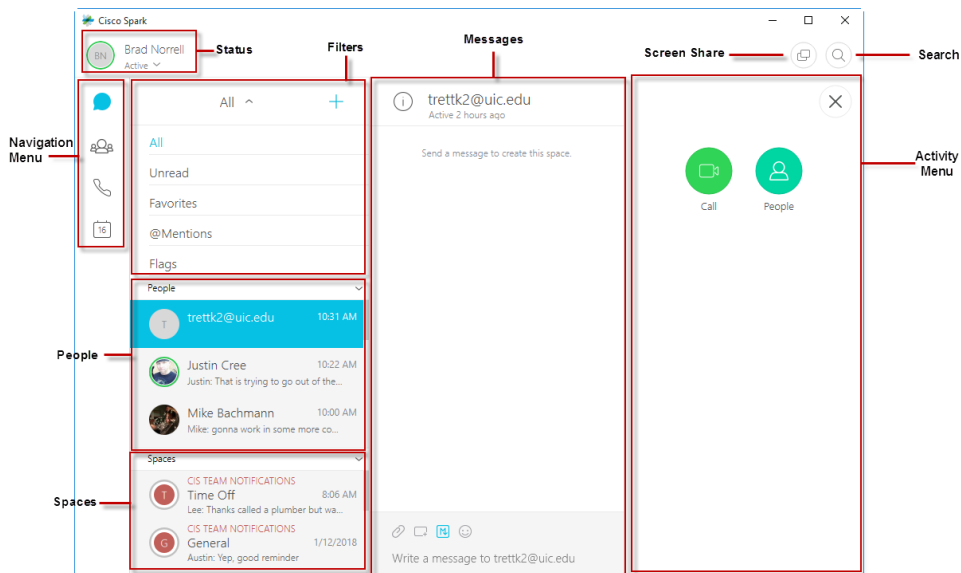 Cisco Spark
BN
Brad Norrell
Active
Status
Filters
Messages
Screen Share
Search
Navigation
Menu
16
All
All
Unread
Favorites
@Mentions
Flags
People
People
T
trettk2@uic.edu 10:31 AM
Justin Cree 10:22 AM
Justin: That is trying to go out of the...
Mike Bachmann 10:00 AM
Mike: gonna work in some more co...
Spaces
Spaces
T
CIS TEAM NOTIFICATIONS
Time Off 8:06 AM
Lee: Thanks called a plumber but wa...
G
CIS TEAM NOTIFICATIONS
General 1/12/2018
Austin: Yep, good reminder
trettk2@uic.edu
Active 2 hours ago
Send a message to create this space.
Write a message to trettk2@uic.edu
Call People
Activity
Menu